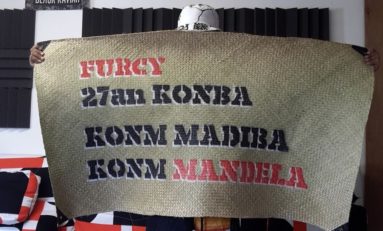 FURCY
27an KONBA
KONM MADIBA
KONM MANDELA